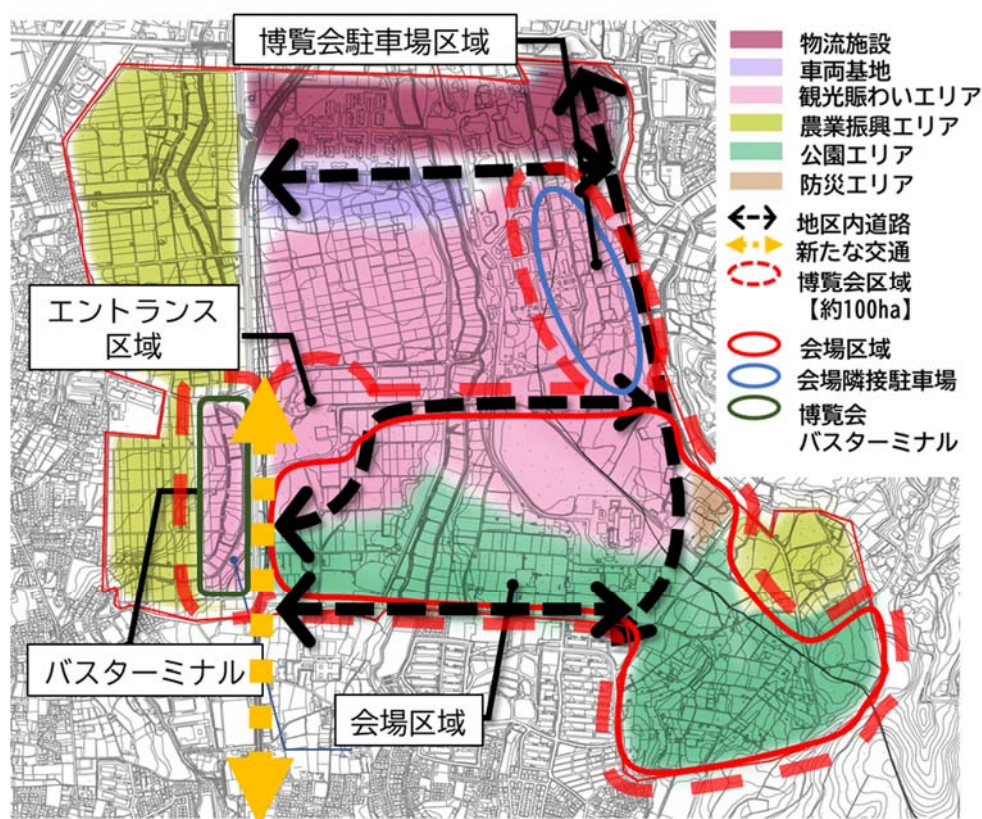 博覧会駐車場区域
エントランス
区域
バスターミナル
会場区域
物流施設
車両基地
観光賑わいエリア
農業振興エリア
公園エリア
防災エリア
地区内道路
新たな交通
博覧会区域
【約100ha】
会場区域
会場隣接駐車場
博覧会
バスターミナル